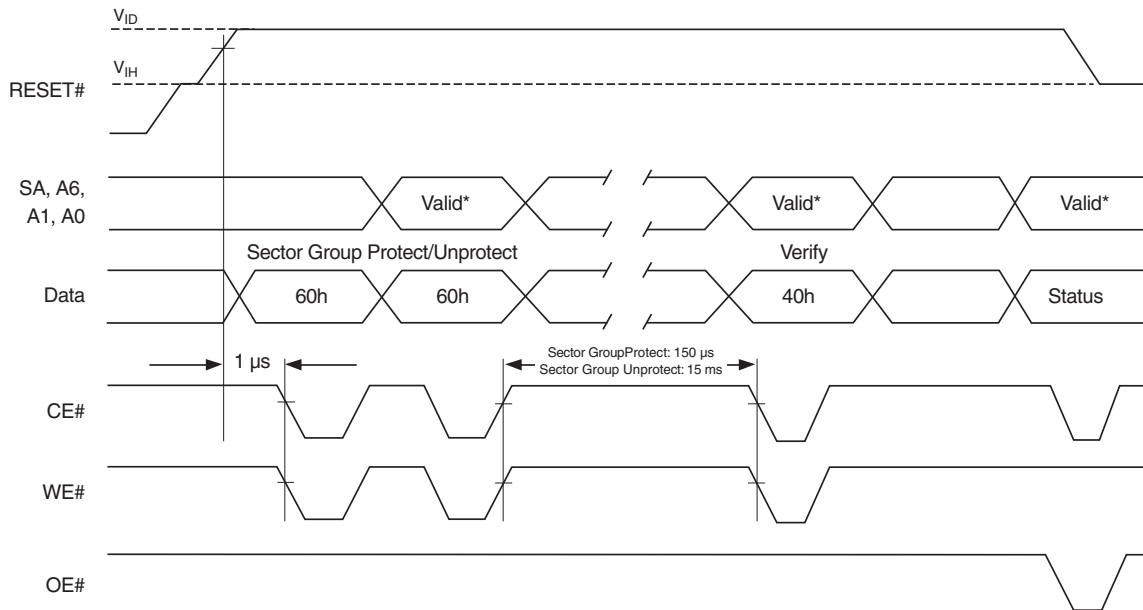 VID
VIH
RESET#
SA, A6,
A1, A0
Valid*
Valid*
Valid*
Sector Group Protect/Unprotect
Verify
Data
60h
60h
40h
Status
1 µs
Sector GroupProtect: 150 µs
Sector Group Unprotect: 15 ms
CE#
WE#
OE#